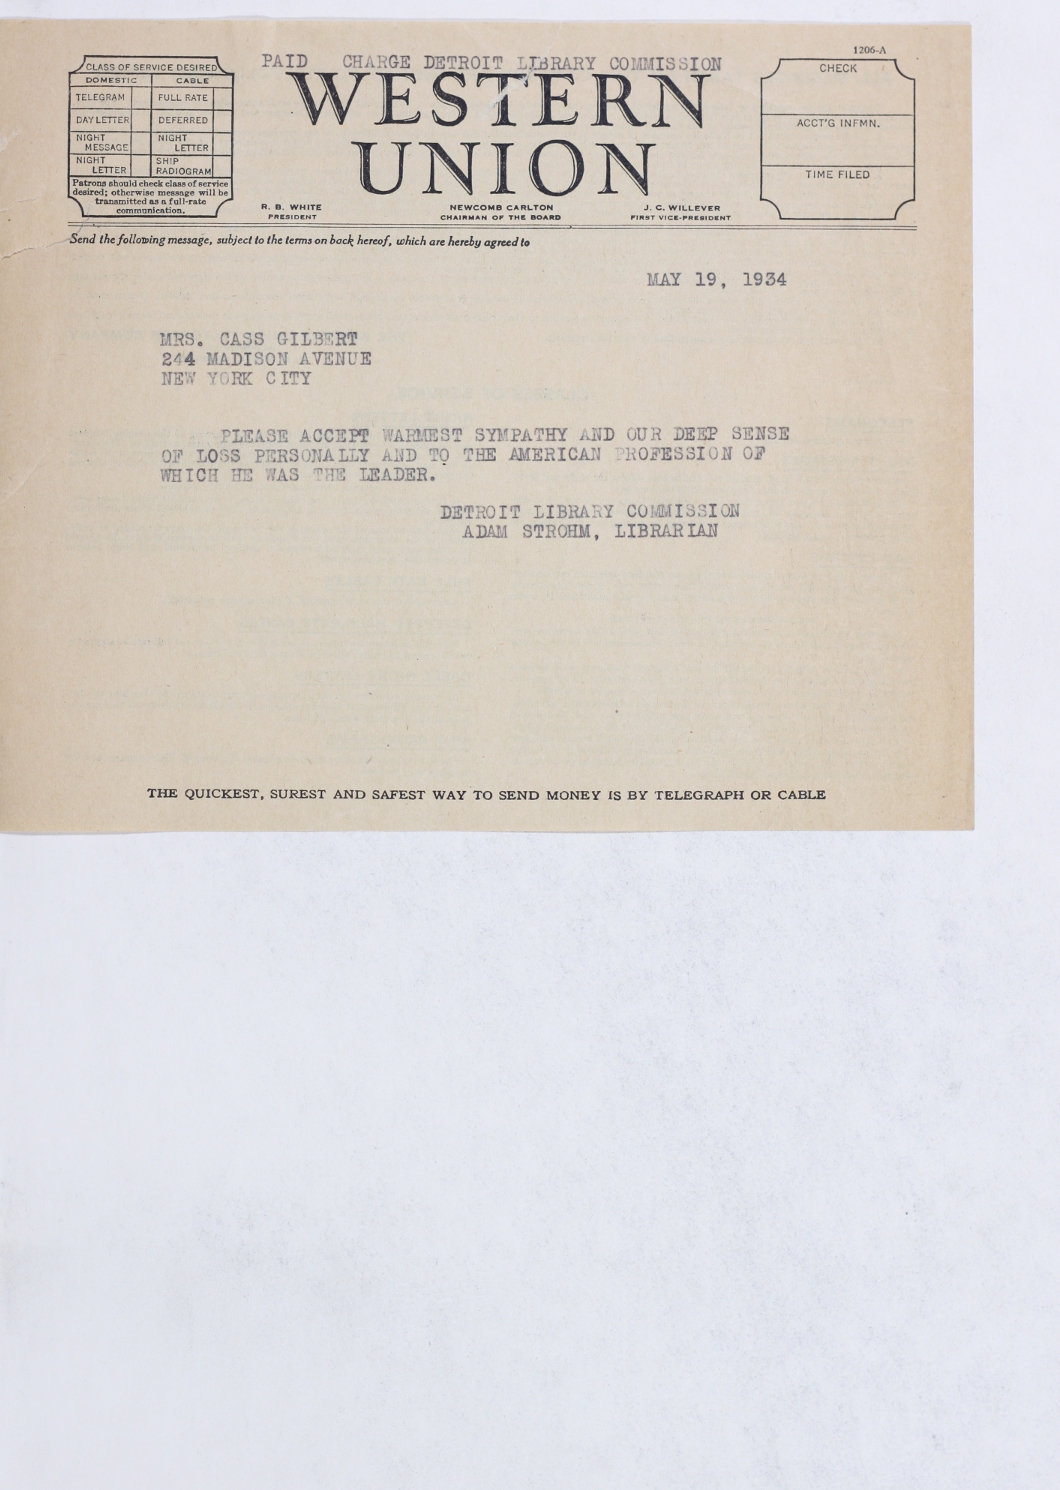 1206-A
PAID CHARGE DETROIT LIBRARY COMMISSION
CLASS OF SERVICE DESIRED
DOMESTIC CABLE
TELEGRAM FULL RATE
DAY LETTER DEFERRED
NIGHT MESSAGE NIGHT LETTER
NIGHT LETTER SHIP RADIOGRAM
Patrons should check class of service
desired; otherwise message will be
transmitted as a full-rate
communication.
WESTERN
UNION
R. B. WHITE
PRESIDENT
NEWCOMB CARLTON
CHAIRMAN OF THE BOARD
J. C. WILLEVER
FIRST VICE-PRESIDENT
CHECK
ACCT'G INFMN.
TIME FILED
Send the following message, subject to the terms on back hereof, which are hereby agreed to
MAY 19, 1934
MRS. CASS GILBERT
244 MADISON AVENUE
NEW YORK CITY
PLEASE ACCEPT WARMEST SYMPATHY AND OUR DEEP SENSE
OF LOSS PERSONALLY AND TO THE AMERICAN PROFESSION OF
WHICH HE WAS THE LEADER.
DETROIT LIBRARY COMMISSION
ADAM STROHM, LIBRARIAN
THE QUICKEST, SUREST AND SAFEST WAY TO SEND MONEY IS BY TELEGRAPH OR CABLE